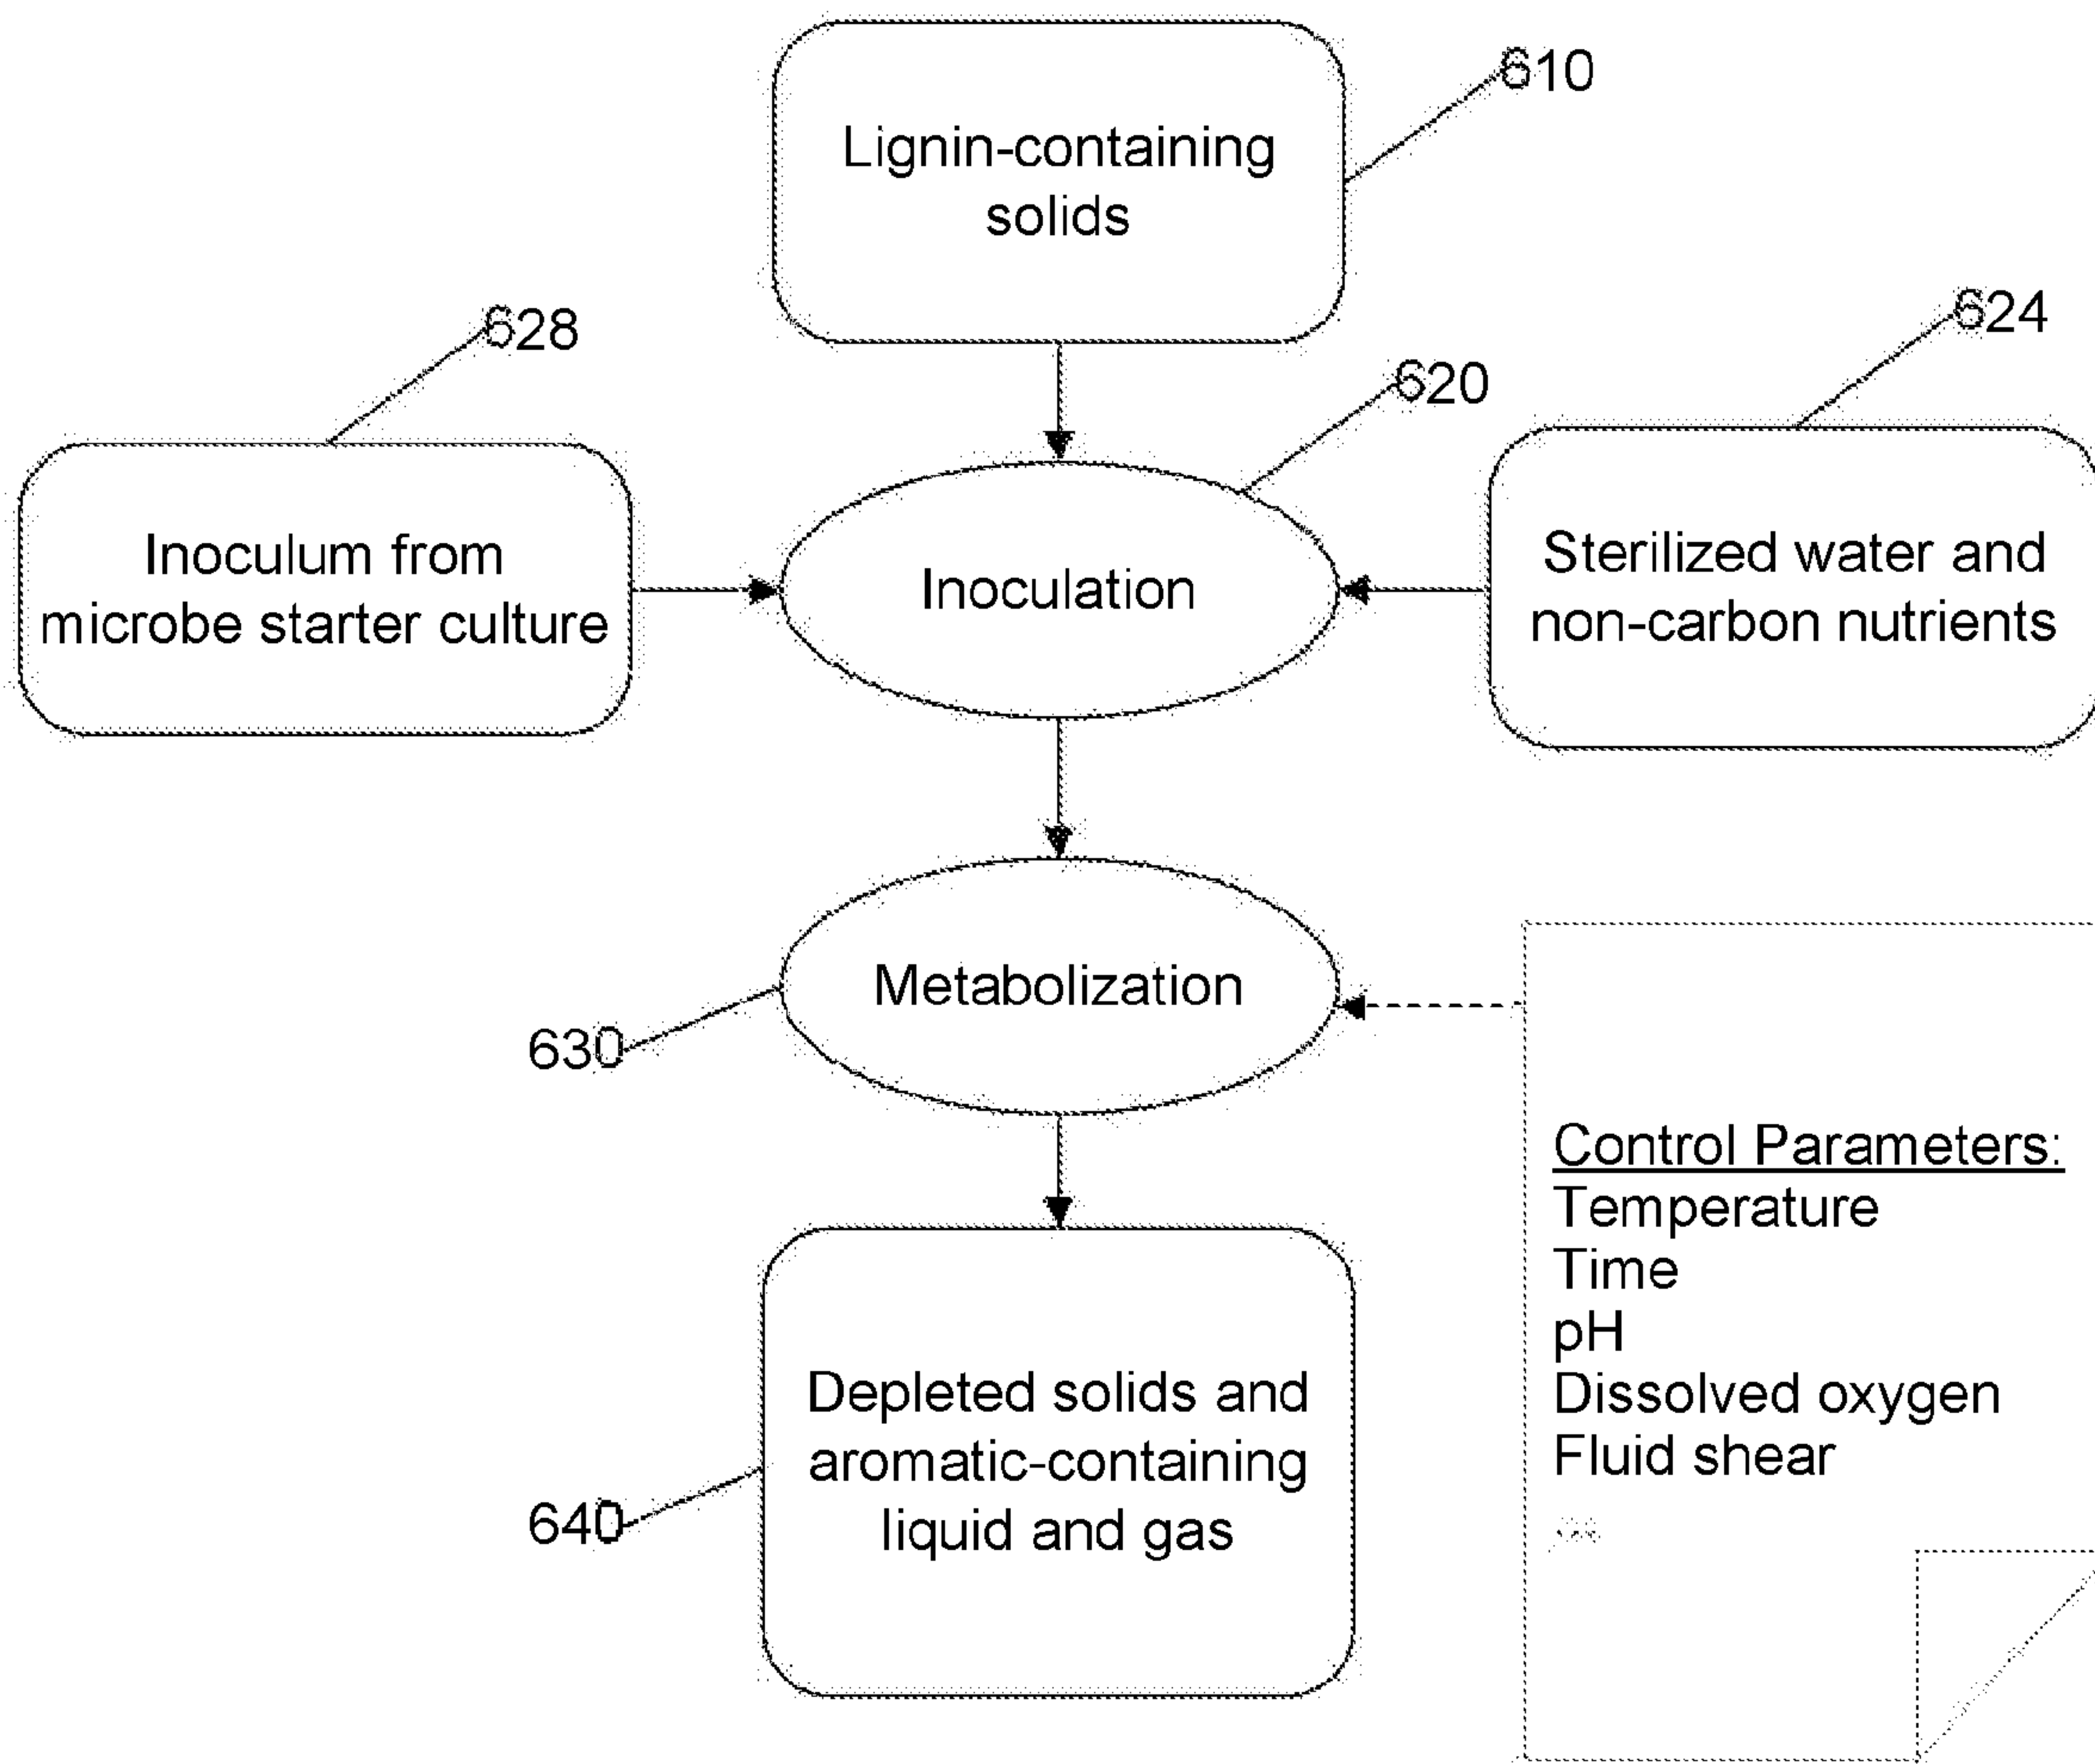 610
Lignin-containing
solids
628
624
620
Inoculum from
microbe starter culture
Inoculation
Sterilized water and
non-carbon nutrients
Metabolization
630
Control Parameters:
Temperature
Time
pH
Dissolved oxygen
Fluid shear
...
Depleted solids and
aromatic-containing
liquid and gas
640